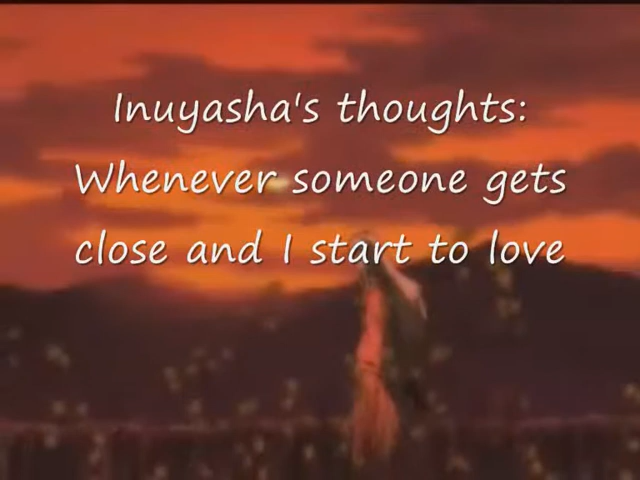 Inuyasha's thoughts:
Whenever someone gets
close and I start to love